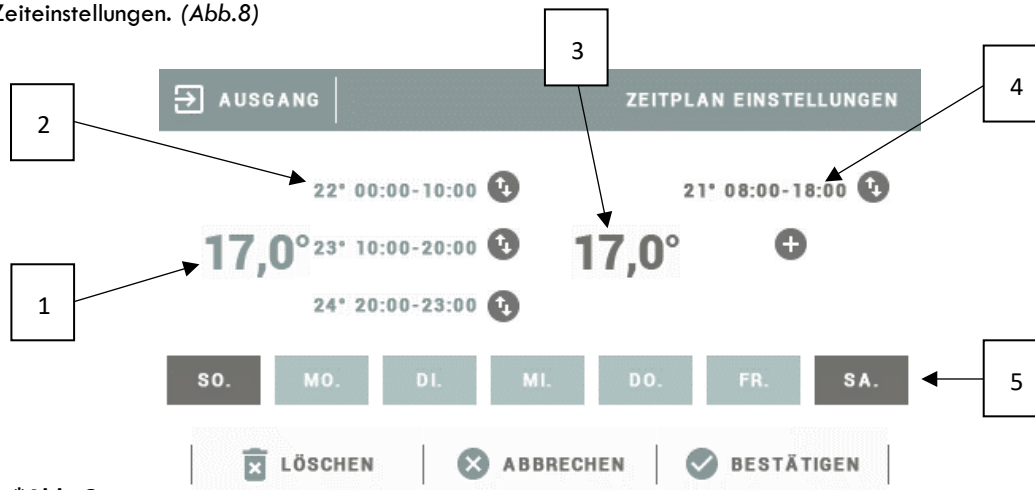 Zeiteinstellungen. (Abb.8)
3
4
2
AUSGANG
ZEITPLAN EINSTELLUNGEN
22° 00:00-10:00
21° 08:00-18:00
17,0°
23° 10:00-20:00
17,0°
24° 20:00-23:00
1
SO.
MO.
DI.
MI.
DO.
FR.
SA.
5
LÖSCHEN
ABBRECHEN
BESTÄTIGEN